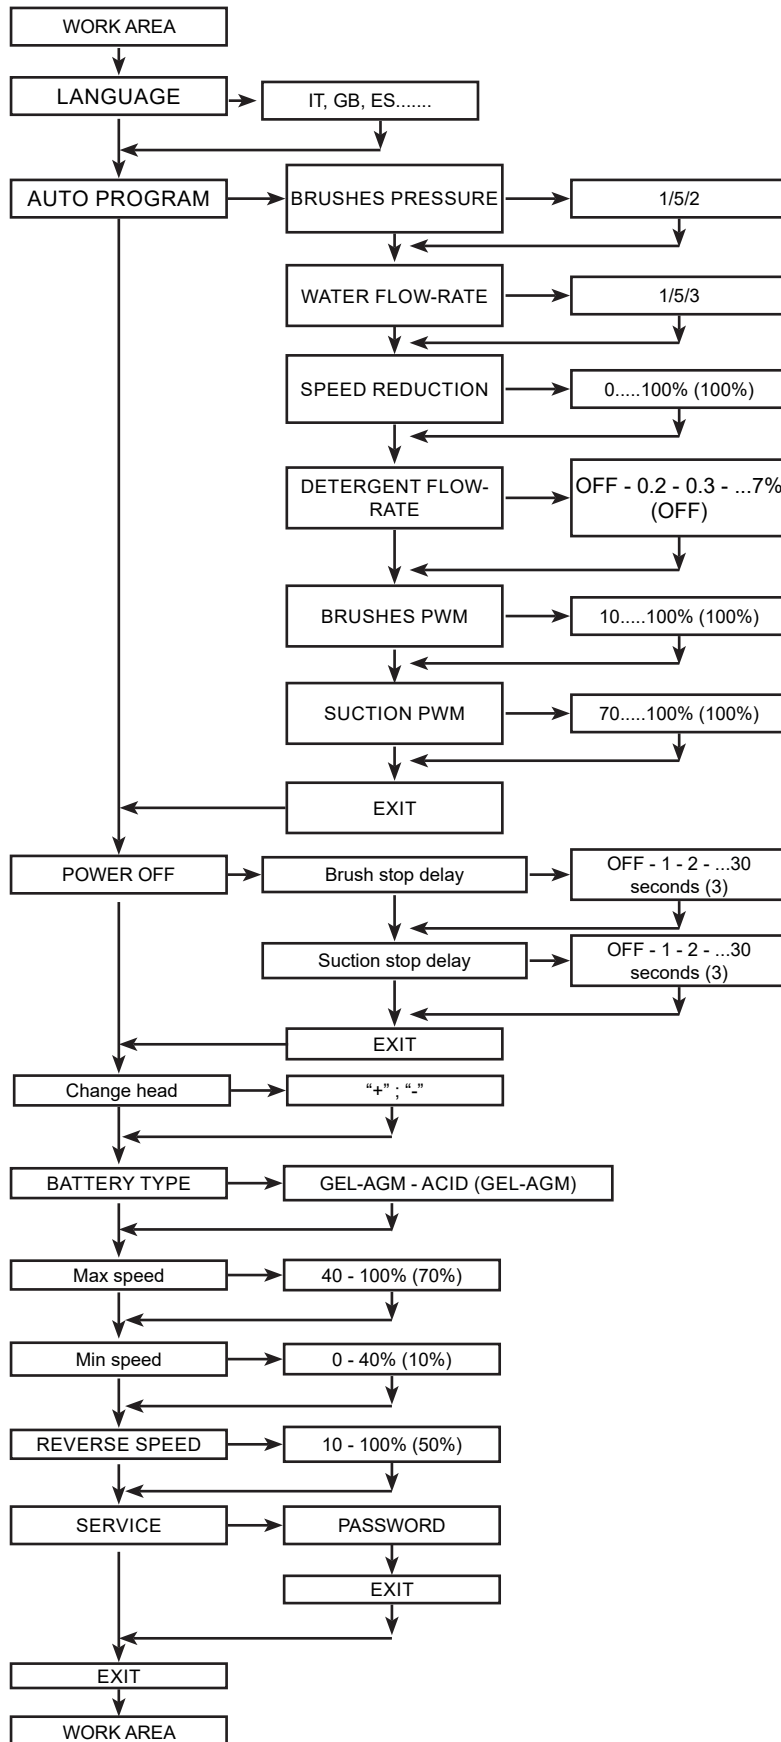 WORK AREA
LANGUAGE
IT, GB, ES.......
AUTO PROGRAM
BRUSHES PRESSURE
1/5/2
WATER FLOW-RATE
1/5/3
SPEED REDUCTION
0.....100% (100%)
DETERGENT FLOW-
RATE
OFF - 0.2 - 0.3 - ...7%
(OFF)
BRUSHES PWM
10.....100% (100%)
SUCTION PWM
70.....100% (100%)
EXIT
POWER OFF
Brush stop delay
OFF - 1 - 2 - ...30
seconds (3)
Suction stop delay
OFF - 1 - 2 - ...30
seconds (3)
EXIT
Change head
“+” ; “-”
BATTERY TYPE
GEL-AGM - ACID (GEL-AGM)
Max speed
40 - 100% (70%)
Min speed
0 - 40% (10%)
REVERSE SPEED
10 - 100% (50%)
SERVICE
PASSWORD
EXIT
EXIT
WORK AREA